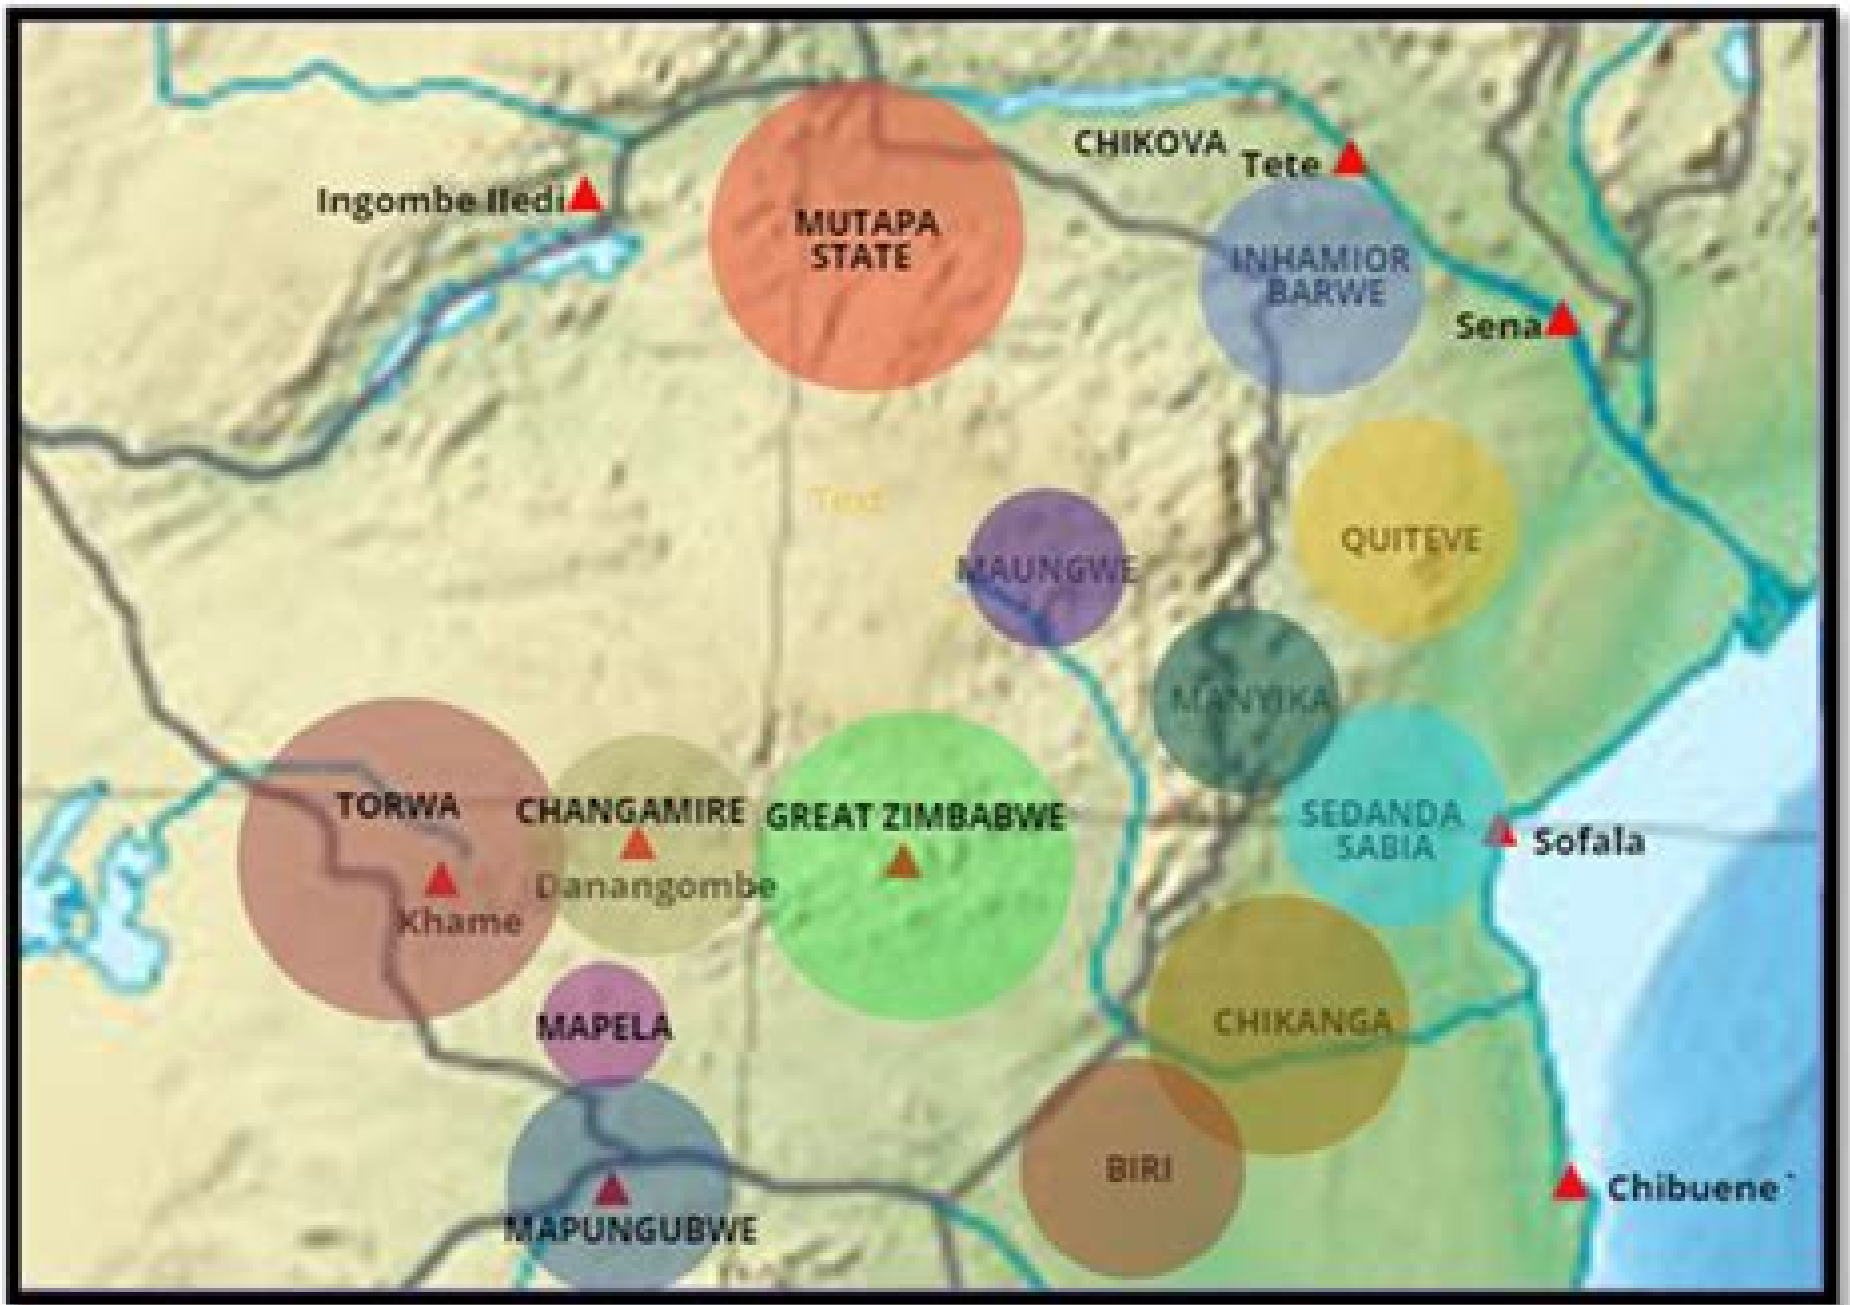 CHIKOVA
Tete
Ingombe Iledi
MUTAPA
STATE
INHAMIOR
BARWE
Sena
Text
QUITEVE
MAUNGWE
MANYIKA
TORWA
CHANGAMIRE
GREAT ZIMBABWE
SEDANDA
SABIA
Sofala
Danangombe
Khame
MAPELA
CHIKANGA
BIRI
Chibuene
MAPUNGUBWE